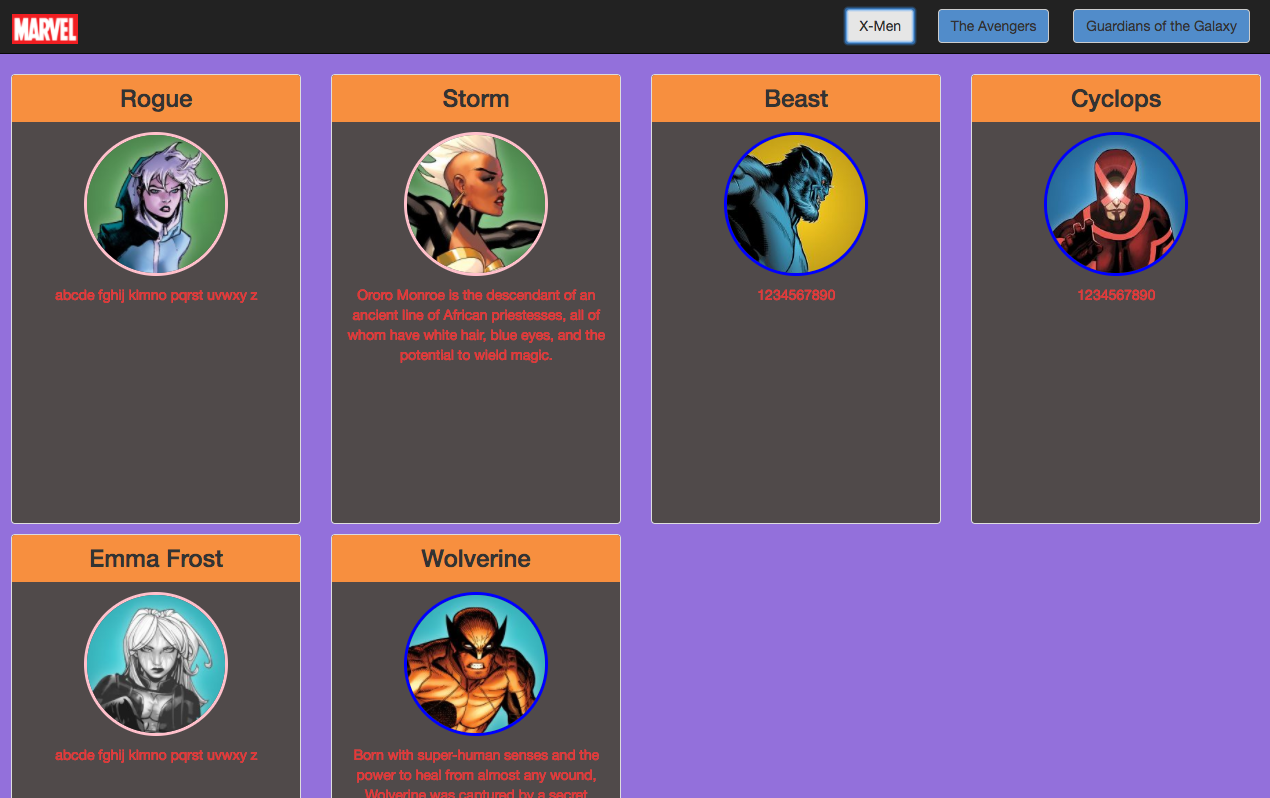 MARVEL
X-Men
The Avengers
Guardians of the Galaxy
Rogue
abcde fghij klmno pqrst uvwxy z
Storm
Ororo Monroe is the descendant of an
ancient line of African priestesses, all of
whom have white hair, blue eyes, and the
potential to wield magic.
Beast
1234567890
Cyclops
1234567890
Emma Frost
abcde fghij klmno pqrst uvwxy z
Wolverine
Born with super-human senses and the
power to heal from almost any wound,
Wolverine was captured by a secret